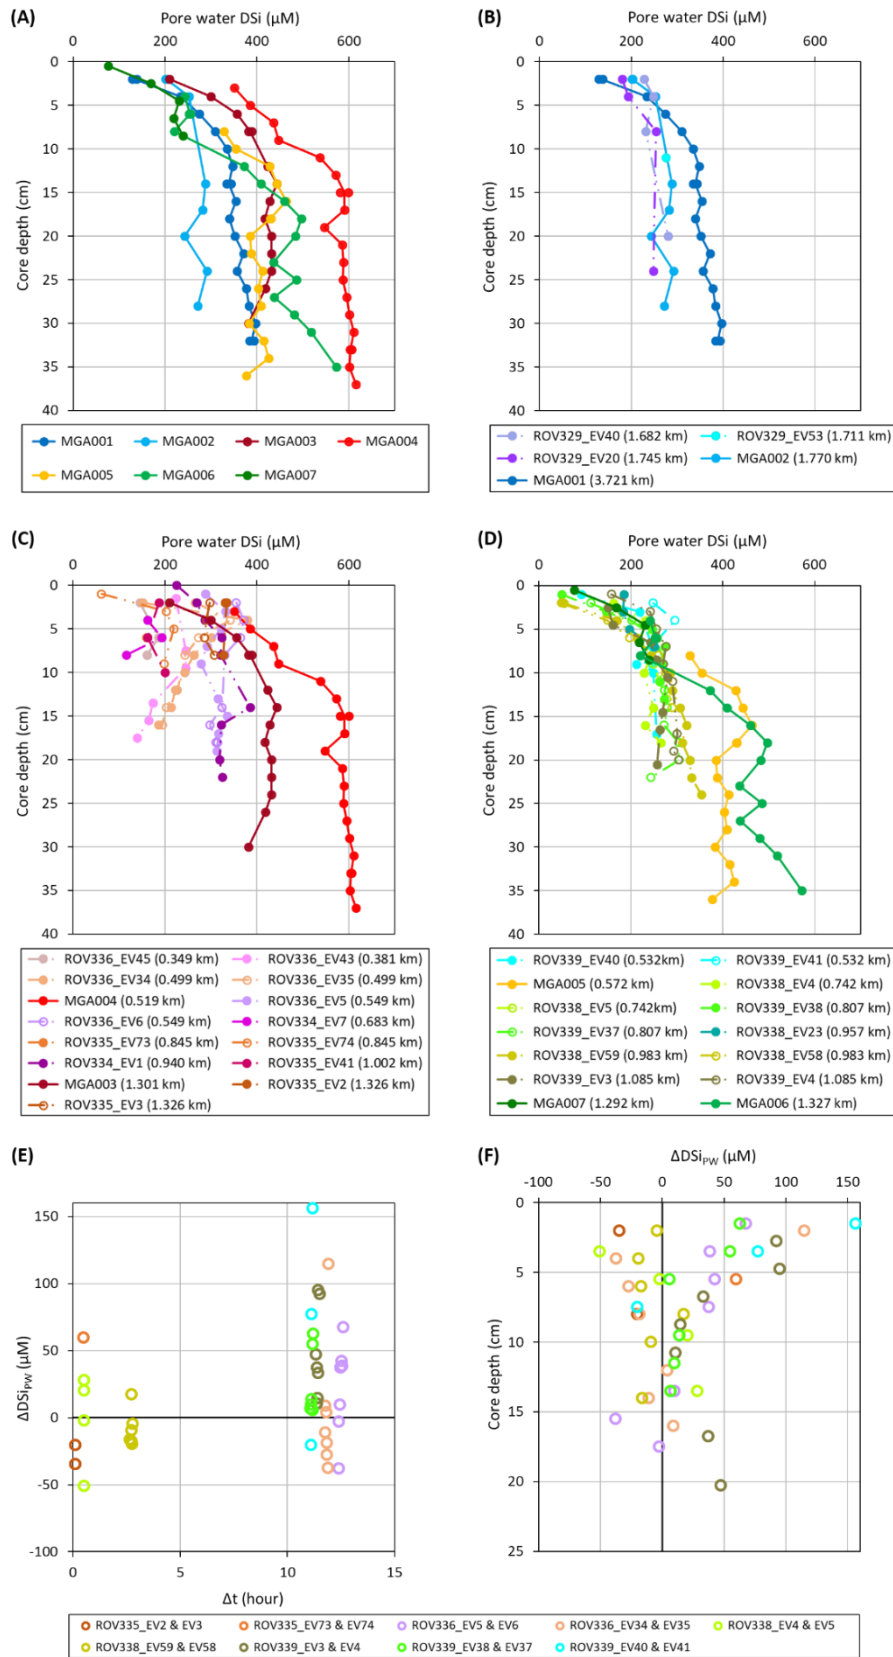 (A)
Pore water DSi (µM)
0 200 400 600
0
5
10
15
20
25
30
35
40
Core depth (cm)
MGA001 MGA002 MGA003 MGA004
MGA005 MGA006 MGA007
(B)
Pore water DSi (µM)
0 200 400 600
0
5
10
15
20
25
30
35
40
Core depth (cm)
ROV329_EV40 (1.682 km) ROV329_EV53 (1.711 km)
ROV329_EV20 (1.745 km) MGA002 (1.770 km)
MGA001 (3.721 km)
(C)
Pore water DSi (µM)
0 200 400 600
0
5
10
15
20
25
30
35
40
Core depth (cm)
ROV336_EV45 (0.349 km) ROV336_EV43 (0.381 km)
ROV336_EV34 (0.499 km) ROV336_EV35 (0.499 km)
MGA004 (0.519 km) ROV336_EV5 (0.549 km)
ROV336_EV6 (0.549 km) ROV334_EV7 (0.683 km)
ROV335_EV73 (0.845 km) ROV335_EV74 (0.845 km)
ROV334_EV1 (0.940 km) ROV335_EV41 (1.002 km)
MGA003 (1.301 km) ROV335_EV2 (1.326 km)
ROV335_EV3 (1.326 km)
(D)
Pore water DSi (µM)
0 200 400 600
0
5
10
15
20
25
30
35
40
Core depth (cm)
ROV339_EV40 (0.532km) ROV339_EV41 (0.532 km)
MGA005 (0.572 km) ROV338_EV4 (0.742 km)
ROV338_EV5 (0.742km) ROV339_EV38 (0.807 km)
ROV339_EV37 (0.807 km) ROV338_EV23 (0.957 km)
ROV338_EV59 (0.983 km) ROV338_EV58 (0.983 km)
ROV339_EV3 (1.085 km) ROV339_EV4 (1.085 km)
MGA007 (1.292 km) MGA006 (1.327 km)
(E)
150
100
50
0
-50
-100
ΔDSiPW (µM)
0 5 10 15
Δt (hour)
(F)
ΔDSiPW (µM)
-100 -50 0 50 100 150
0
5
10
15
20
25
Core depth (cm)
ROV335_EV2 & EV3 ROV335_EV73 & EV74 ROV336_EV5 & EV6 ROV336_EV34 & EV35 ROV338_EV4 & EV5
ROV338_EV59 & EV58 ROV339_EV3 & EV4 ROV339_EV38 & EV37 ROV339_EV40 & EV41